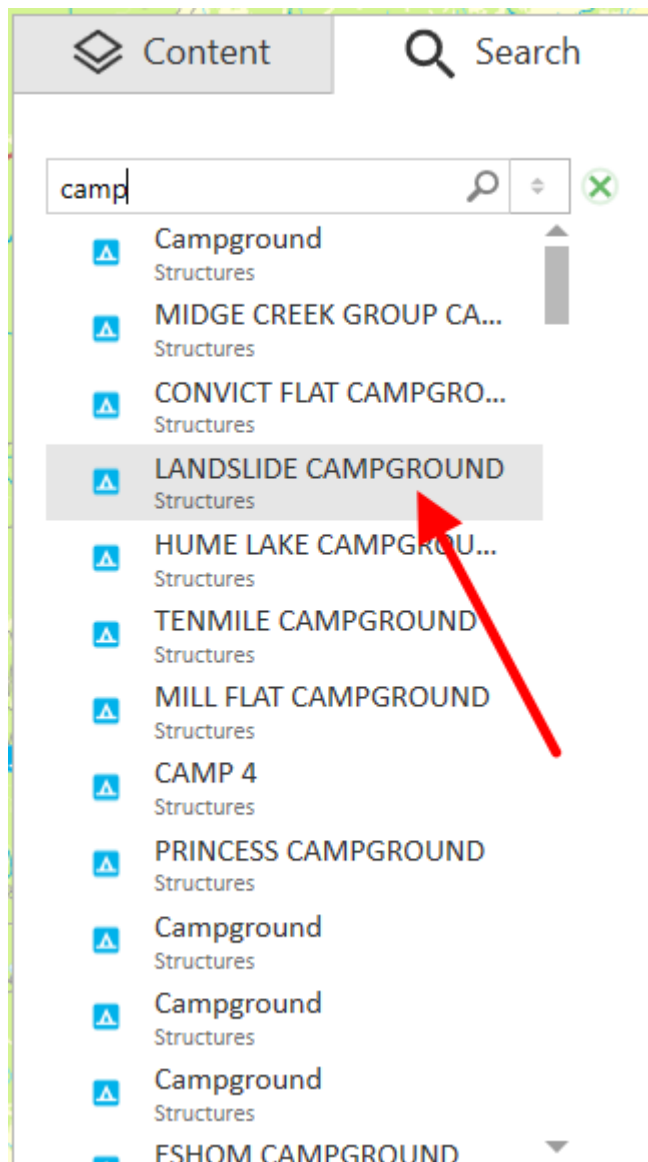 Content
Search
camp
Campground
Structures
MIDGE CREEK GROUP CA...
Structures
CONVICT FLAT CAMPGRO...
Structures
LANDSLIDE CAMPGROUND
Structures
HUME LAKE CAMPGROU...
Structures
TENMILE CAMPGROUND
Structures
MILL FLAT CAMPGROUND
Structures
CAMP 4
Structures
PRINCESS CAMPGROUND
Structures
Campground
Structures
Campground
Structures
Campground
Structures
ESHOM CAMPGROUND